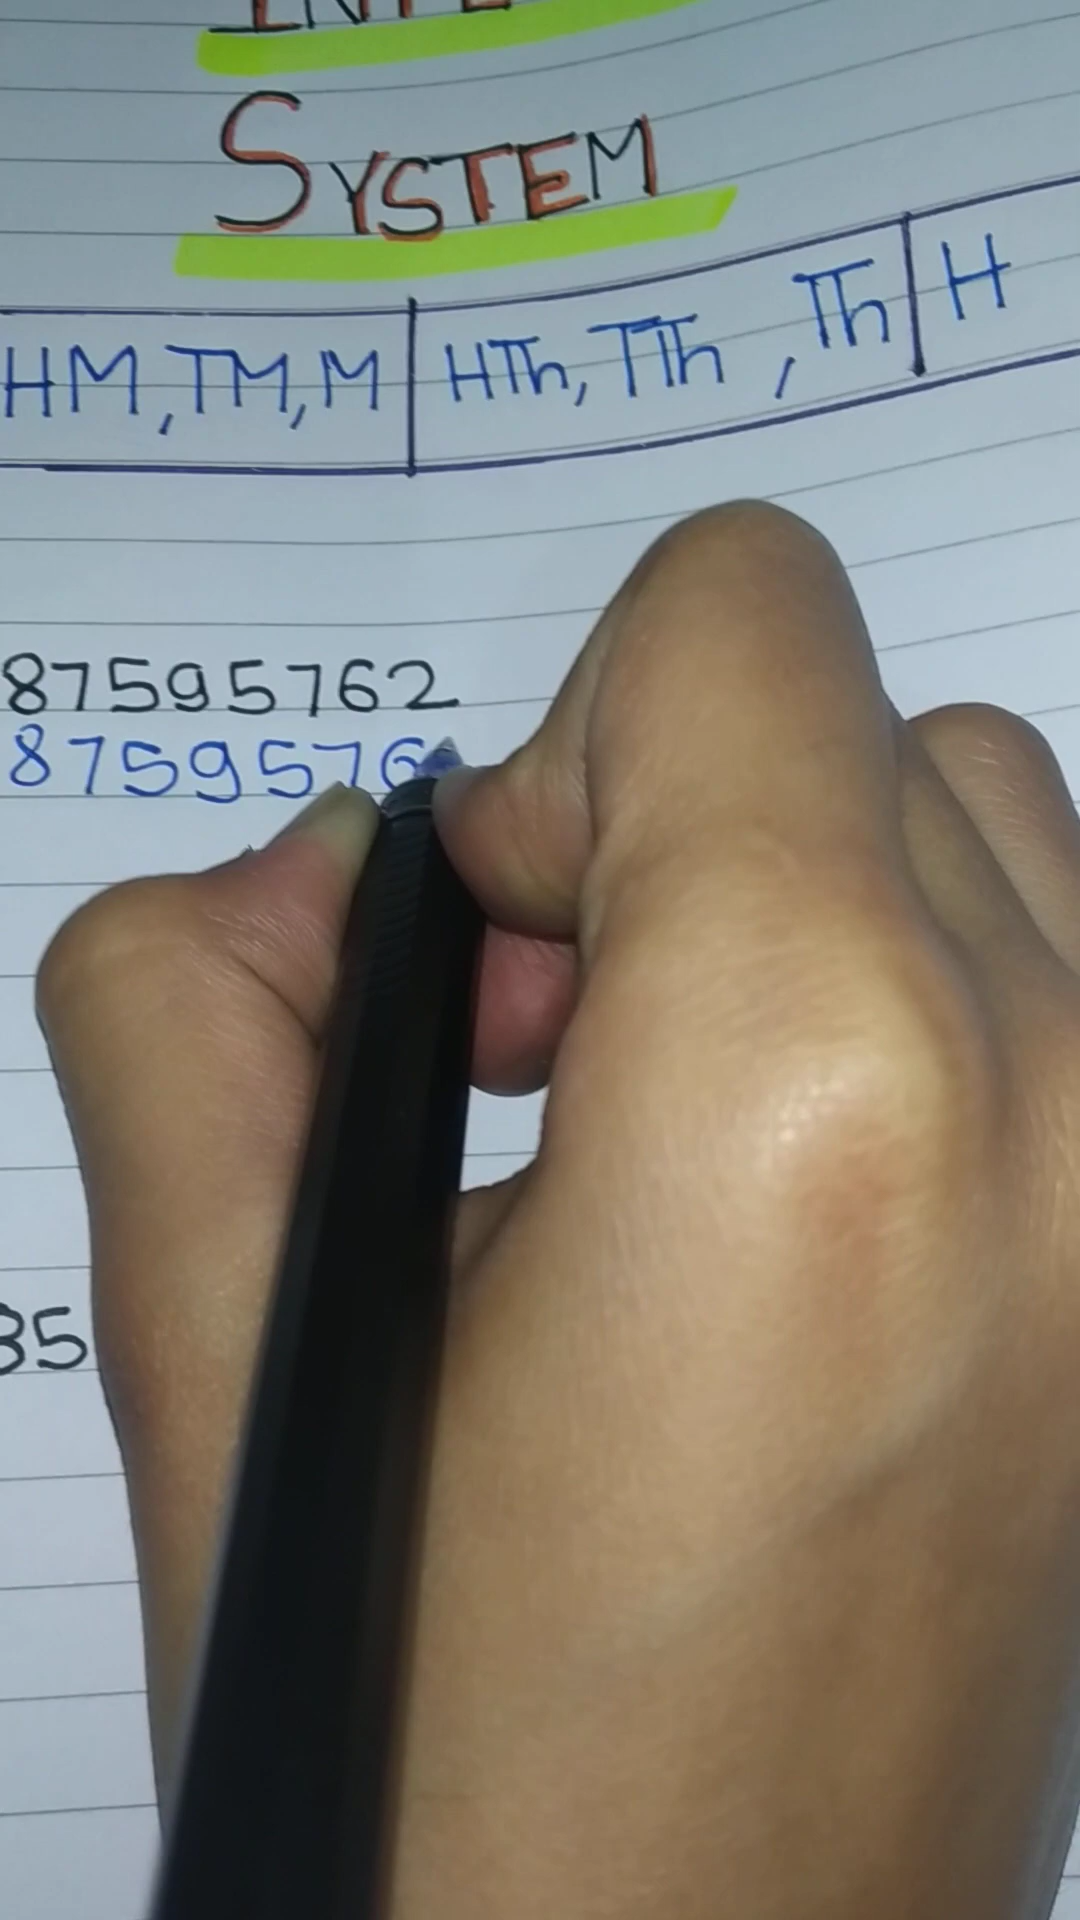 SYSTEM
HM, TM, M | HTh, TTh, Th | H
87595762
8759576
35